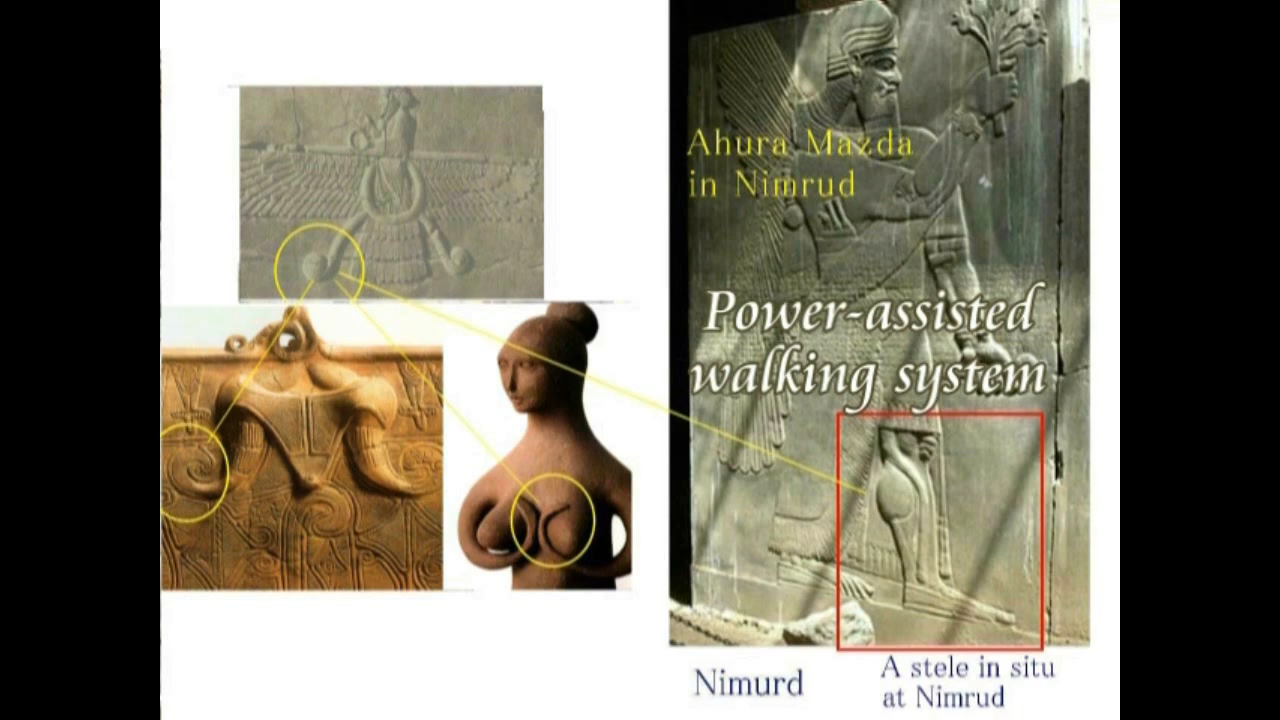 Ahura Mazda
in Nimrud
Power-assisted
walking system
Nimurd
A stele in situ
at Nimrud